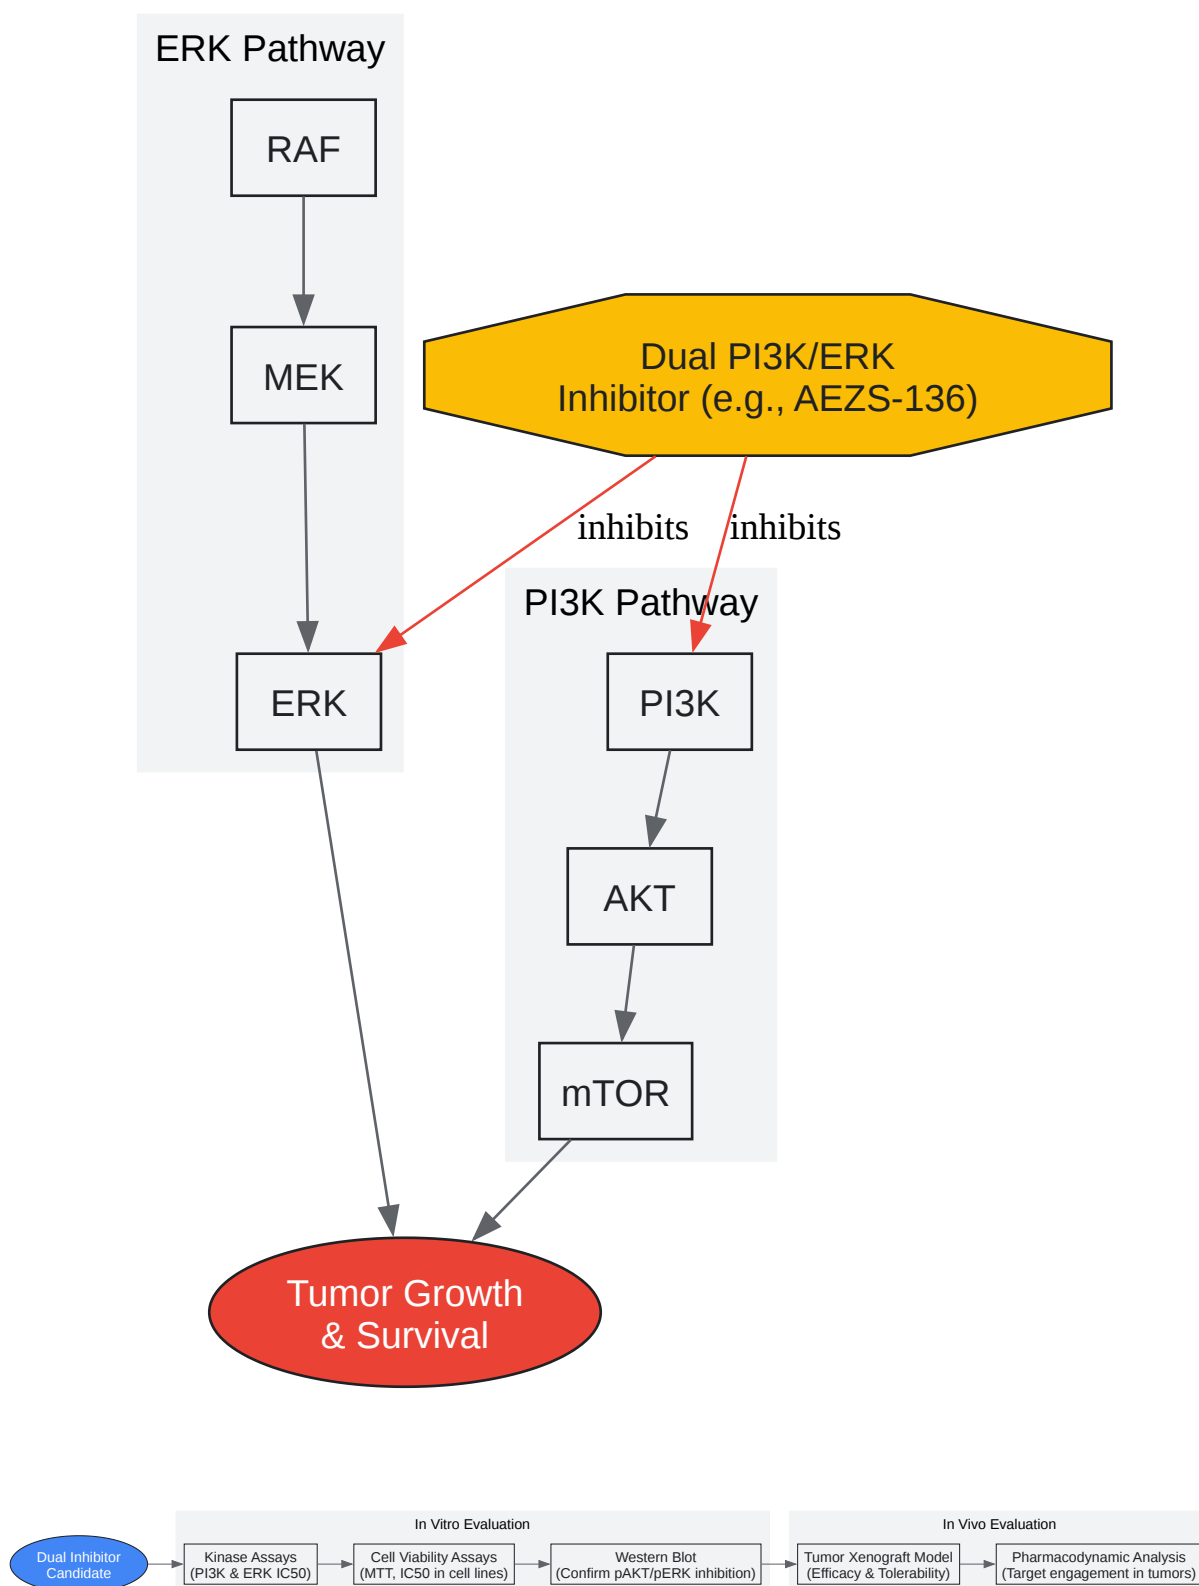 ERK Pathway
RAF
MEK
Dual PI3K/ERK
Inhibitor (e.g., AEZS-136)
inhibits
inhibits
PI3K Pathway
ERK
PI3K
AKT
mTOR
Tumor Growth
& Survival
In Vitro Evaluation
In Vivo Evaluation
Dual Inhibitor
Candidate
Kinase Assays
(PI3K & ERK IC50)
Cell Viability Assays
(MTT, IC50 in cell lines)
Western Blot
(Confirm pAKT/pERK inhibition)
Tumor Xenograft Model
(Efficacy & Tolerability)
Pharmacodynamic Analysis
(Target engagement in tumors)